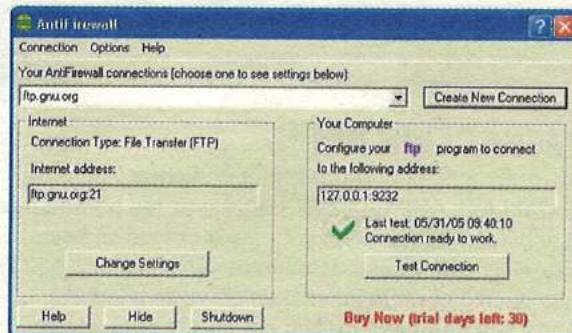 AntiFirewall
Connection Options Help
Your AntiFirewall connections (choose one to see settings below):
ftp.gnu.org
Create New Connection
Internet
Connection Type: File Transfer (FTP)
Internet address:
ftp.gnu.org:21
Change Settings
Your Computer
Configure your ftp program to connect
to the following address:
127.0.0.1:9232
Last test: 05/31/05 09:40:10
Connection ready to work.
Test Connection
Help Hide Shutdown
Buy Now (trial days left: 30)